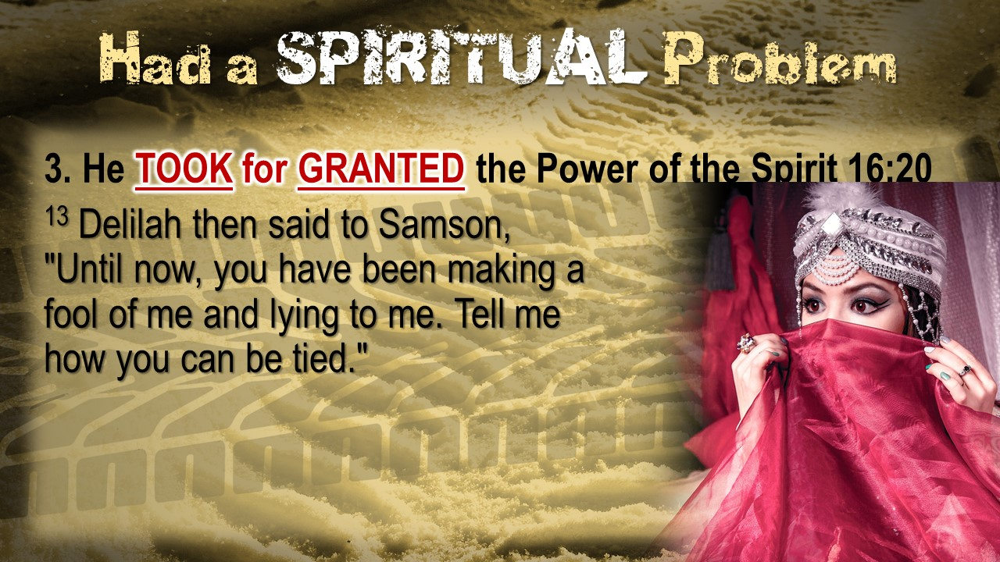 Had a SPIRITUAL Problem
3. He TOOK for GRANTED the Power of the Spirit 16:20
13 Delilah then said to Samson,
"Until now, you have been making a
fool of me and lying to me. Tell me
how you can be tied."